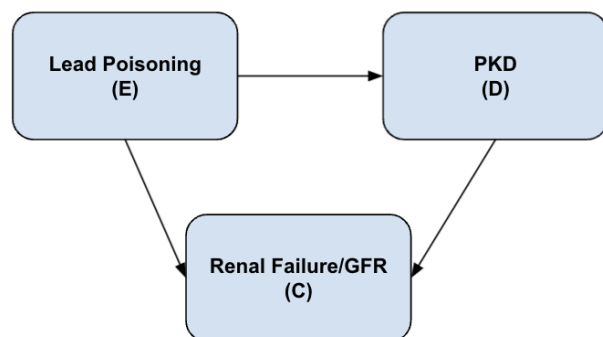 Lead Poisoning
(E)
PKD
(D)
Renal Failure/GFR
(C)